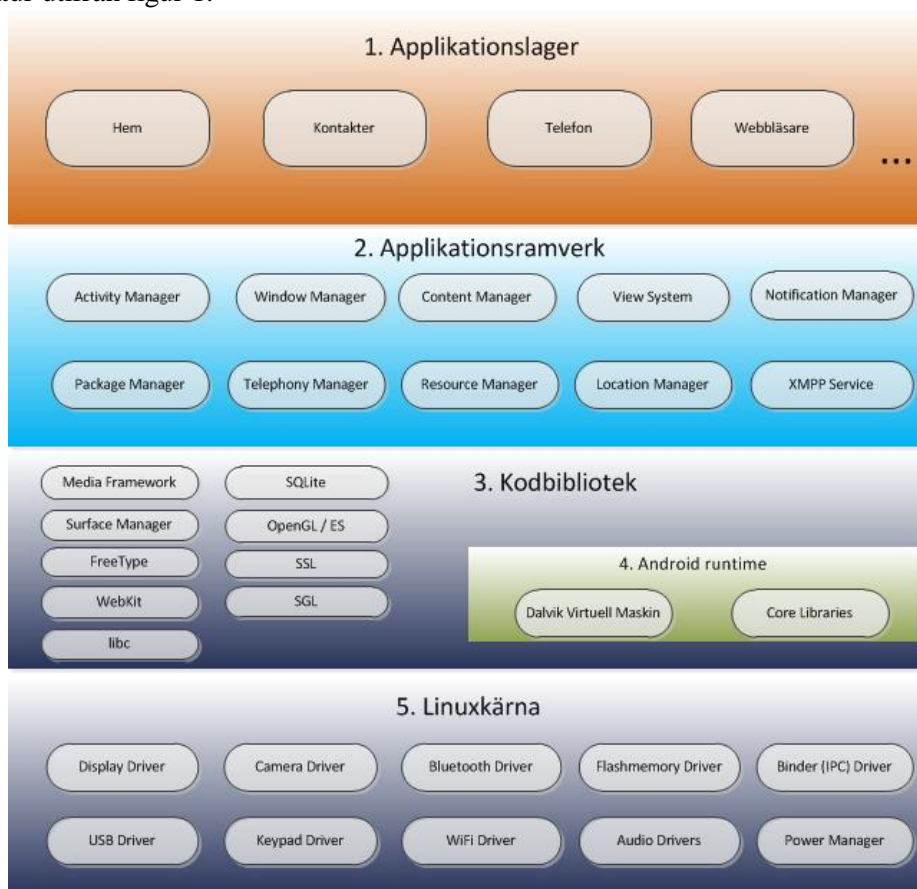 1. Applikationslager
Hem
Kontakter
Telefon
Webbläsare
...
2. Applikationsramverk
Activity Manager
Window Manager
Content Manager
View System
Notification Manager
Package Manager
Telephony Manager
Resource Manager
Location Manager
XMPP Service
3. Kodbibliotek
Media Framework
SQLite
Surface Manager
OpenGL / ES
FreeType
SSL
WebKit
SGL
libc
4. Android runtime
Dalvik Virtuell Maskin
Core Libraries
5. Linuxkärna
Display Driver
Camera Driver
Bluetooth Driver
Flashmemory Driver
Binder (IPC) Driver
USB Driver
Keypad Driver
WiFi Driver
Audio Drivers
Power Manager